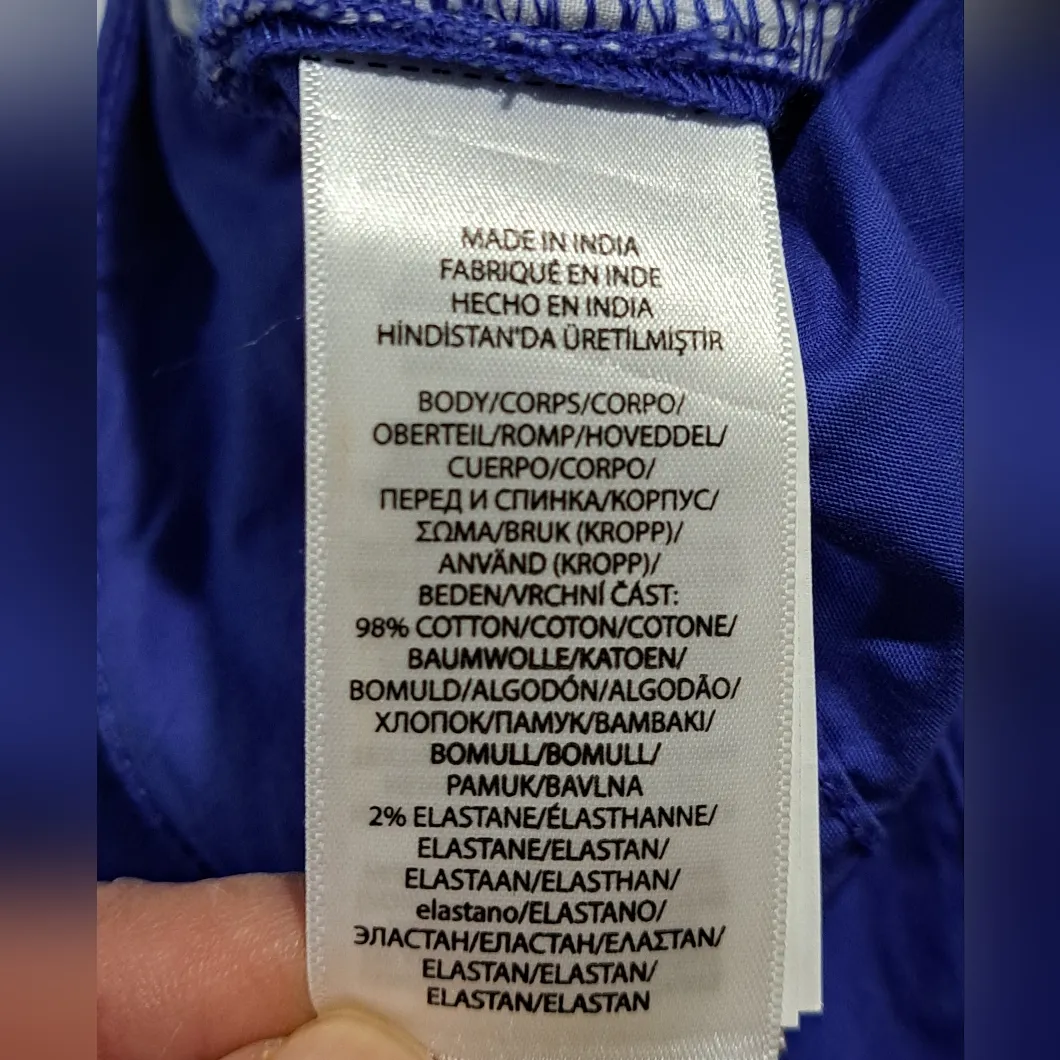 MADE IN INDIA
FABRIQUÉ EN INDE
HECHO EN INDIA
HİNDİSTAN'DA ÜRETİLMİŞTİR
BODY/CORPS/CORPO/
OBERTEIL/ROMP/HOVEDDEL/
CUERPO/CORPO/
ПЕРЕД И СПИНКА/КОРПУС/
ΣΩΜΑ/BRUK (KROPP)/
ANVÄND (KROPP)/
BEDEN/VRCHNÍ ČÁST:
98% COTTON/COTON/COTONE/
BAUMWOLLE/KATOEN/
BOMULD/ALGODÓN/ALGODÃO/
ХЛОПОК/ПАМУК/ΒΑΜΒΑΚΙ/
BOMULL/BOMULL/
PAMUK/BAVLNA
2% ELASTANE/ÉLASTHANNE/
ELASTANE/ELASTAN/
ELASTAAN/ELASTHAN/
elastano/ELASTANO/
ЭЛАСТАН/ЕЛАСТАН/ΕΛΑΣΤΑΝ/
ELASTAN/ELASTAN/
ELASTAN/ELASTAN